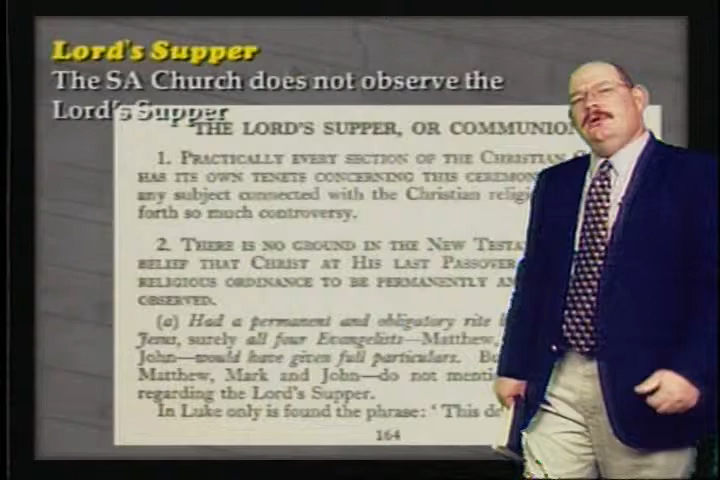 Lord's Supper
The SA Church does not observe the
Lord's Supper
THE LORD'S SUPPER, OR COMMUNION
1. PRACTICALLY EVERY SECTION OF THE CHRISTIAN
HAS ITS OWN TENETS CONCERNING THIS CEREMON
any subject connected with the Christian religi
forth so much controversy.
2. THERE IS NO GROUND IN THE NEW TESTA
BELIEF THAT CHRIST AT HIS LAST PASSOVER
RELIGIOUS ORDINANCE TO BE PERMANENTLY AN
OBSERVED.
(a) Had a permanent and obligatory rite
Jesus, surely all four Evangelists—Matthew,
John—would have given full particulars. Bu
Matthew, Mark and John—do not menti
regarding the Lord's Supper.
In Luke only is found the phrase: 'This do
164